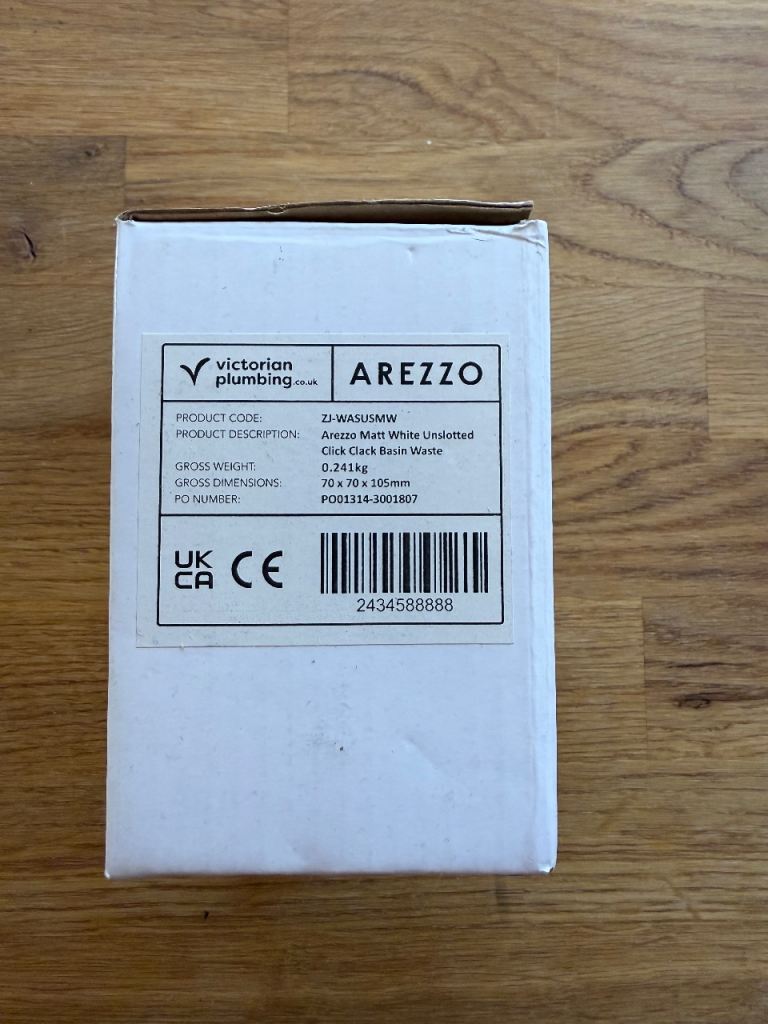 victorian
plumbing.co.uk
AREZZO
PRODUCT CODE: ZJ-WASUSMW
PRODUCT DESCRIPTION: Arezzo Matt White Unslotted
Click Clack Basin Waste
GROSS WEIGHT: 0.241kg
GROSS DIMENSIONS: 70 x 70 x 105mm
PO NUMBER: PO01314-3001807
UK
CA
CE
2434588888